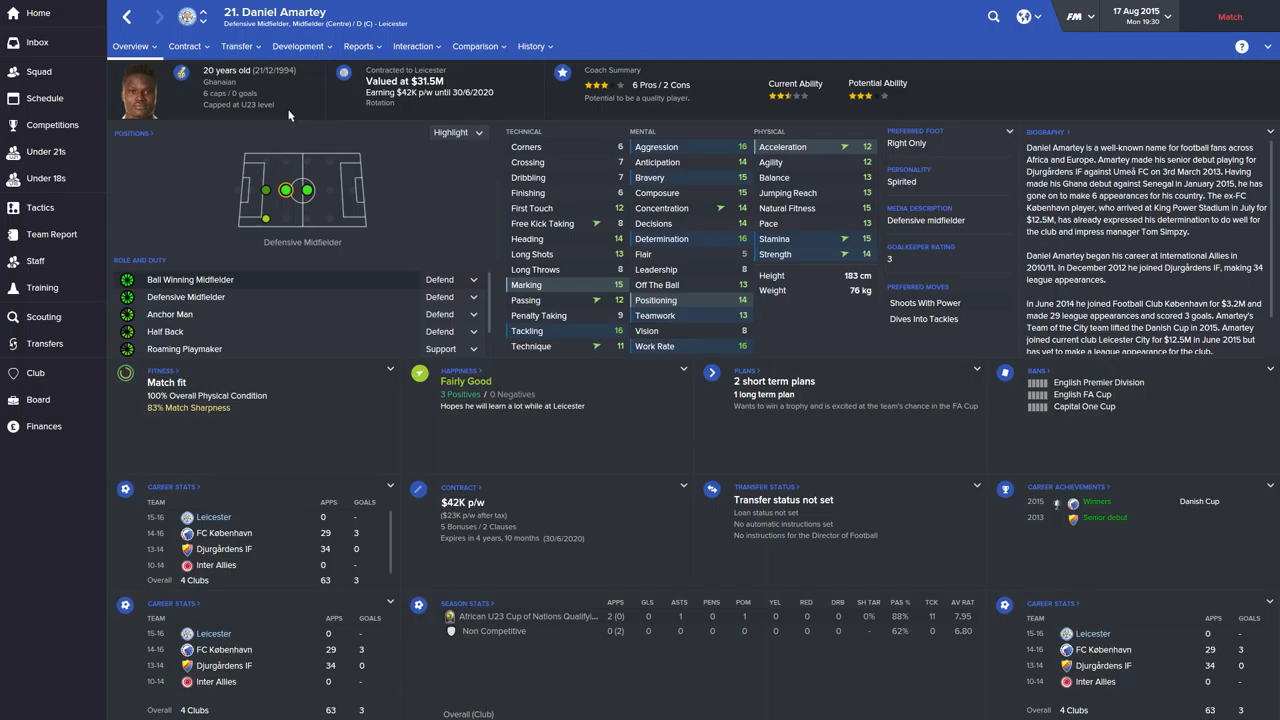 Home
Inbox
Squad
Schedule
Competitions
Under 21s
Under 18s
Tactics
Team Report
Staff
Training
Scouting
Transfers
Club
Board
Finances
21. Daniel Amartey
Defensive Midfielder, Midfielder (Centre) / D (C) - Leicester
FM
17 Aug 2015
Mon 19:30
Match
Overview
Contract
Transfer
Development
Reports
Interaction
Comparison
History
?
20 years old (21/12/1994)
Ghanaian
6 caps / 0 goals
Capped at U23 level
Contracted to Leicester
Valued at $31.5M
Earning $42K p/w until 30/6/2020
Rotation
Coach Summary
6 Pros / 2 Cons
Potential to be a quality player.
Current Ability
Potential Ability
POSITIONS >
Highlight
Defensive Midfielder
ROLE AND DUTY
Ball Winning Midfielder Defend
Defensive Midfielder Defend
Anchor Man Defend
Half Back Defend
Roaming Playmaker Support
TECHNICAL
Corners 6
Crossing 7
Dribbling 7
Finishing 6
First Touch 12
Free Kick Taking 8
Heading 14
Long Shots 13
Long Throws 8
Marking 15
Passing 12
Penalty Taking 9
Tackling 16
Technique 11
MENTAL
Aggression 16
Anticipation 14
Bravery 15
Composure 15
Concentration 14
Decisions 14
Determination 16
Flair 5
Leadership 8
Off The Ball 13
Positioning 14
Teamwork 13
Vision 8
Work Rate 16
PHYSICAL
Acceleration 12
Agility 12
Balance 13
Jumping Reach 13
Natural Fitness 15
Pace 13
Stamina 15
Strength 14
Height 183 cm
Weight 76 kg
PREFERRED FOOT
Right Only
PERSONALITY
Spirited
MEDIA DESCRIPTION
Defensive midfielder
GOALKEEPER RATING
3
PREFERRED MOVES
Shoots With Power
Dives Into Tackles
BIOGRAPHY >
Daniel Amartey is a well-known name for football fans across
Africa and Europe. Amartey made his senior debut playing for
Djurgårdens IF against Umeå FC on 3rd March 2013. Having
made his Ghana debut against Senegal in January 2015, he has
gone on to make 6 appearances for his country. The ex-FC
København player, who arrived at King Power Stadium in July for
$12.5M, has already expressed his determination to do well for
the club and impress manager Tom Simpzy.
Daniel Amartey began his career at International Allies in
2010/11. In December 2012 he joined Djurgårdens IF, making 34
league appearances.
In June 2014 he joined Football Club København for $3.2M and
made 29 league appearances and scored 3 goals. Amartey's
Team of the City team lifted the Danish Cup in 2015. Amartey
joined current club Leicester City for $12.5M in June 2015 but
has yet to make a league appearance for the club.
FITNESS >
Match fit
100% Overall Physical Condition
83% Match Sharpness
HAPPINESS >
Fairly Good
3 Positives / 0 Negatives
Hopes he will learn a lot while at Leicester
PLANS >
2 short term plans
1 long term plan
Wants to win a trophy and is excited at the team's chance in the FA Cup
BANS >
English Premier Division
English FA Cup
Capital One Cup
CAREER STATS >
TEAM APPS GOALS
15-16 Leicester 0 -
14-16 FC København 29 3
13-14 Djurgårdens IF 34 0
10-14 Inter Allies 0 -
Overall 4 Clubs 63 3
CONTRACT >
$42K p/w
($23K p/w after tax)
5 Bonuses / 2 Clauses
Expires in 4 years, 10 months (30/6/2020)
TRANSFER STATUS >
Transfer status not set
Loan status not set
No automatic instructions set
No instructions for the Director of Football
CAREER ACHIEVEMENTS >
2015 Winners Danish Cup
2013 Senior debut
CAREER STATS >
TEAM APPS GOALS
15-16 Leicester 0 -
14-16 FC København 29 3
13-14 Djurgårdens IF 34 0
10-14 Inter Allies 0 -
Overall 4 Clubs 63 3
SEASON STATS > APPS GLS ASTS PENS POM YEL RED DRB SH TAR PAS % TCK AV RAT
African U23 Cup of Nations Qualifyi... 2 (0) 0 1 0 1 0 0 0 0% 88% 11 7.95
Non Competitive 0 (2) 0 0 0 0 0 0 0 - 62% 0 6.80
Overall (Club)
CAREER STATS >
TEAM APPS GOALS
15-16 Leicester 0 -
14-16 FC København 29 3
13-14 Djurgårdens IF 34 0
10-14 Inter Allies 0 -
Overall 4 Clubs 63 3